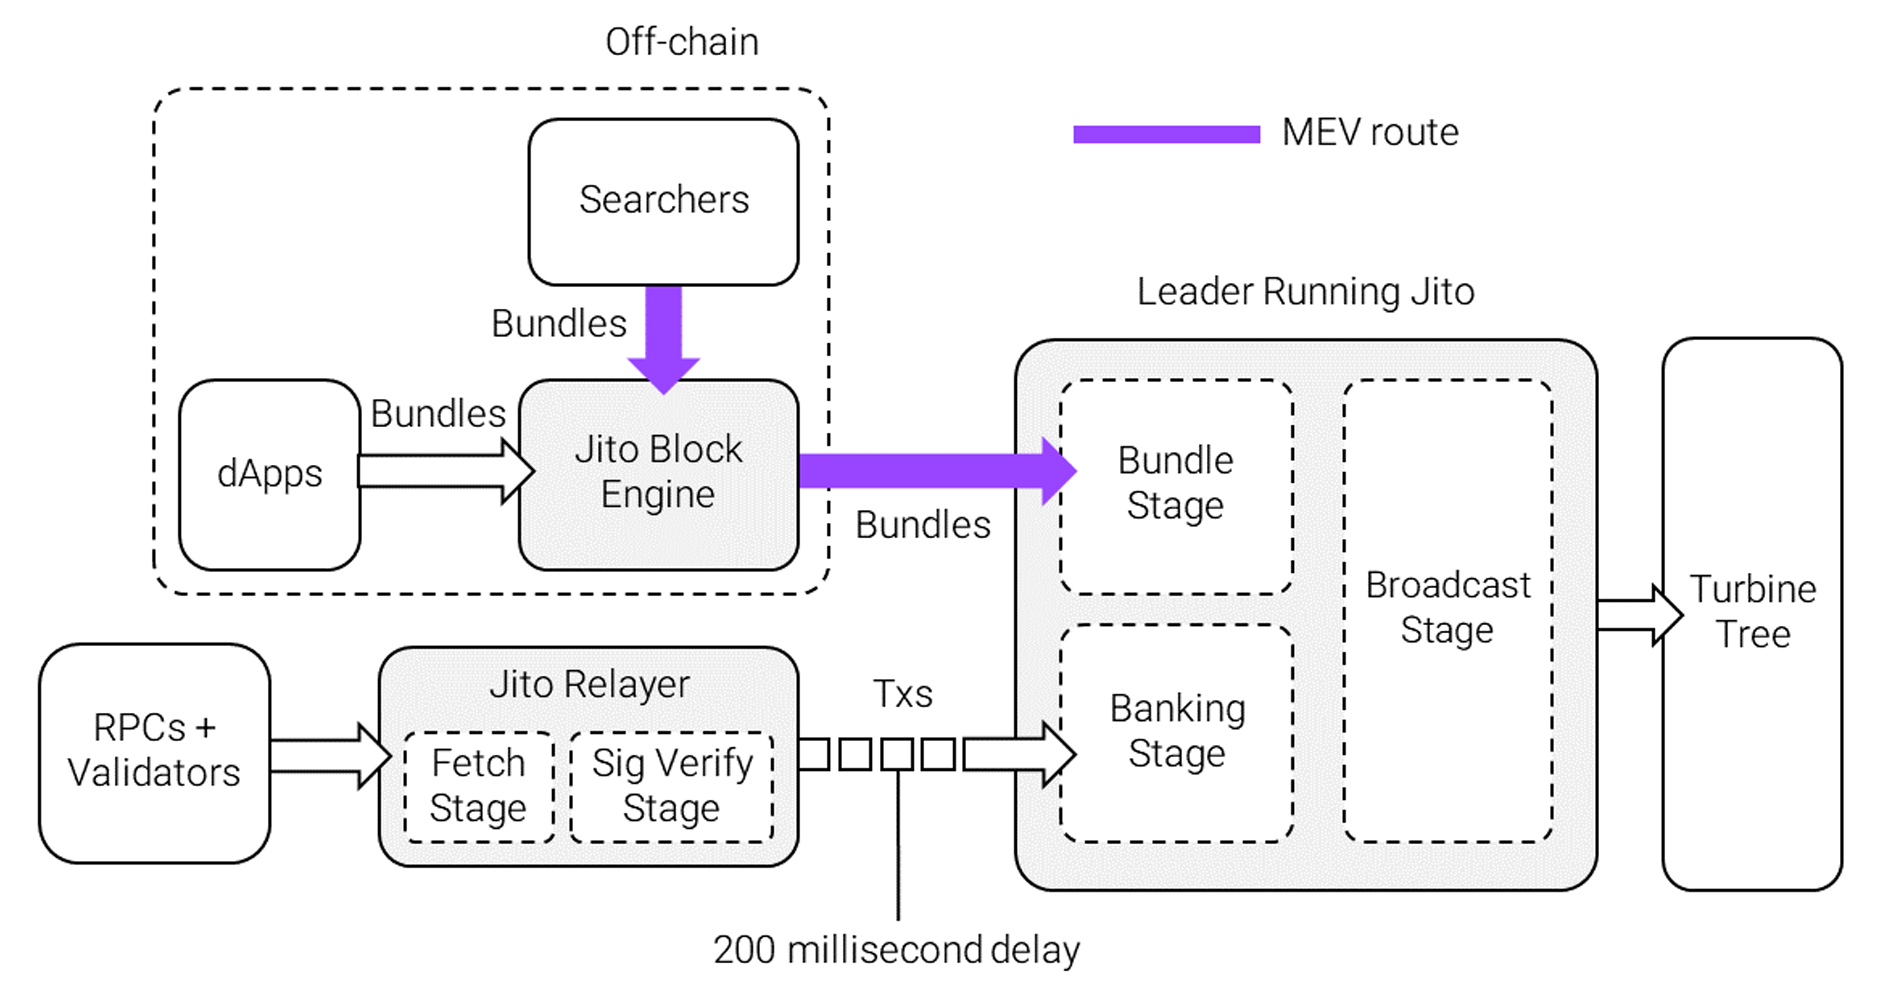 Off-chain
MEV route
Searchers
Leader Running Jito
Bundles
dApps
Bundles
Jito Block
Engine
Bundles
Bundle
Stage
Broadcast
Stage
Turbine
Tree
RPCs +
Validators
Jito Relayer
Fetch
Stage
Sig Verify
Stage
Txs
Banking
Stage
200 millisecond delay